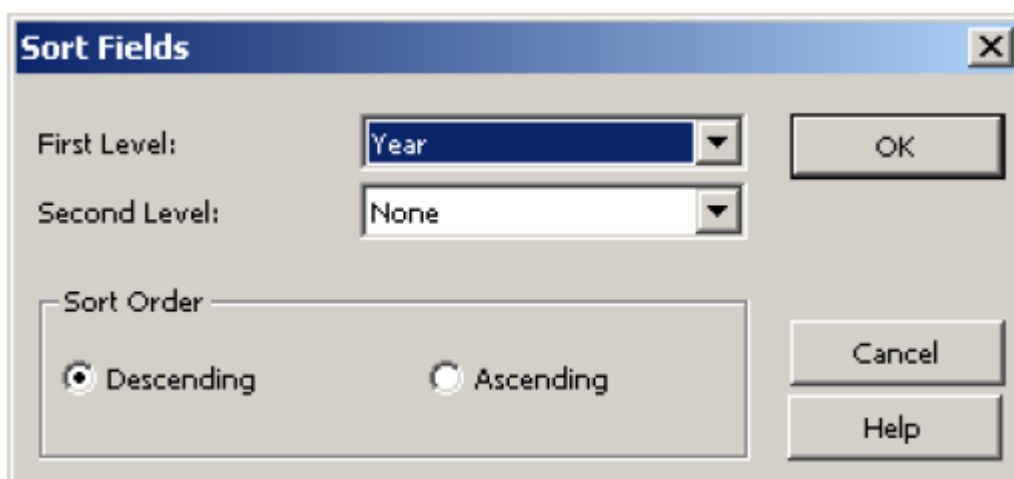 Sort Fields
First Level:
Year
OK
Second Level:
None
Sort Order
Descending
Ascending
Cancel
Help